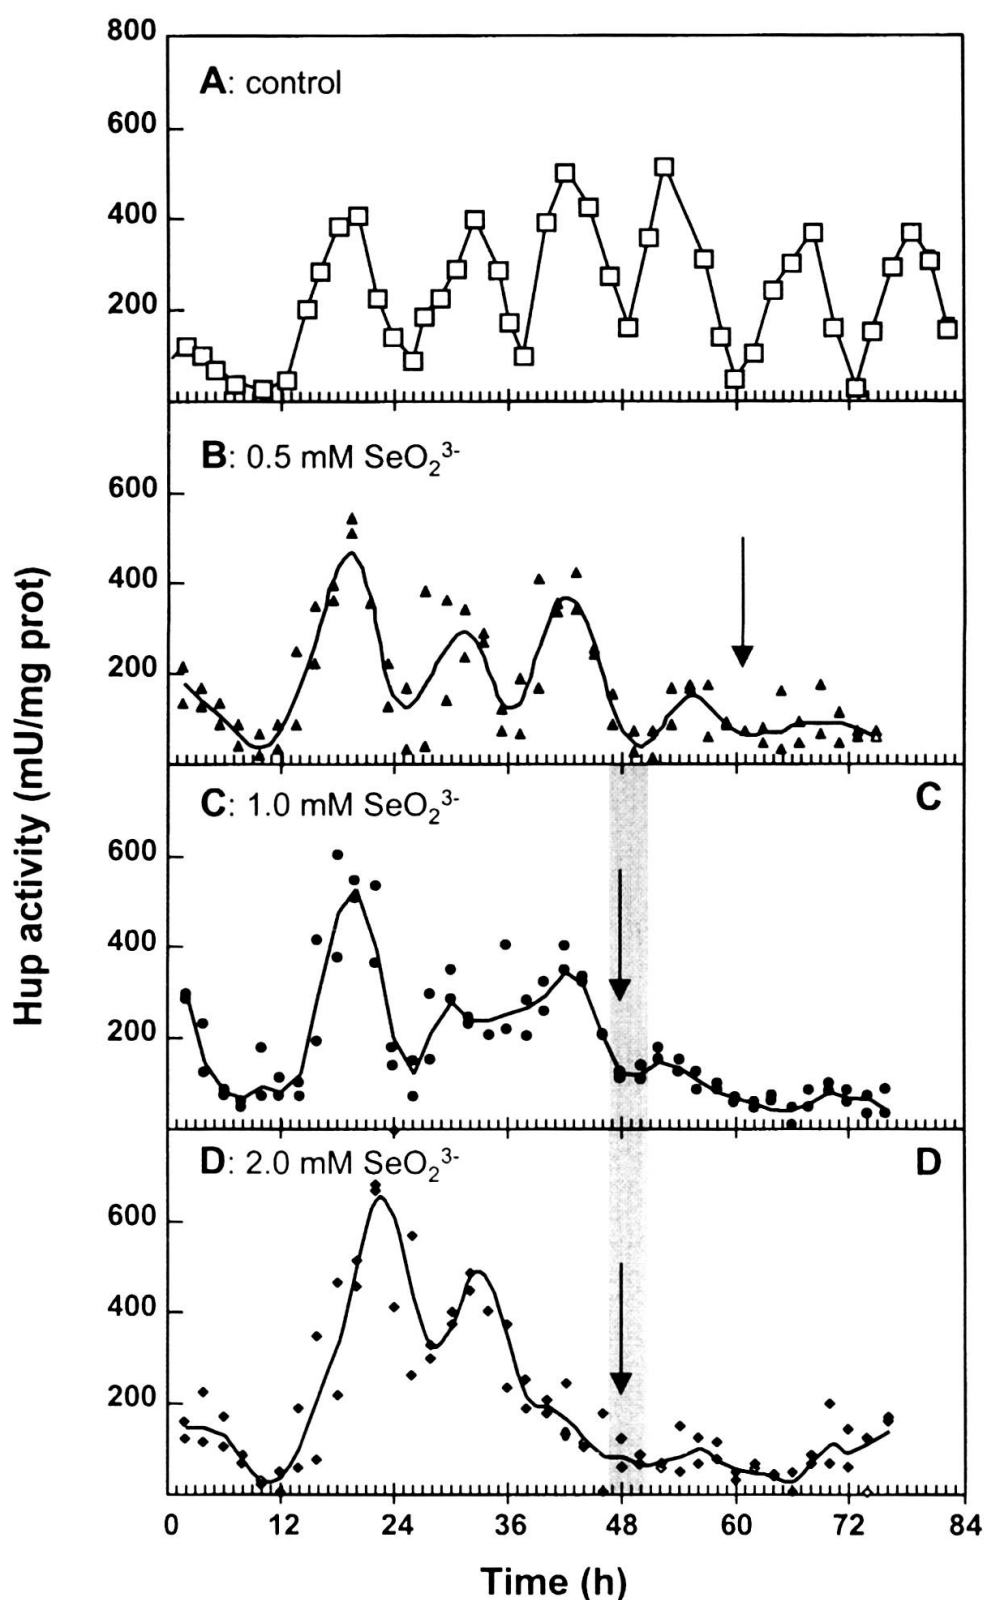 800
A: control
600
400
200
B: 0.5 mM SeO₂³⁻
600
400
200
C: 1.0 mM SeO₂³⁻ C
600
400
200
D: 2.0 mM SeO₂³⁻ D
600
400
200
0 12 24 36 48 60 72 84
Time (h)
Hup activity (mU/mg prot)